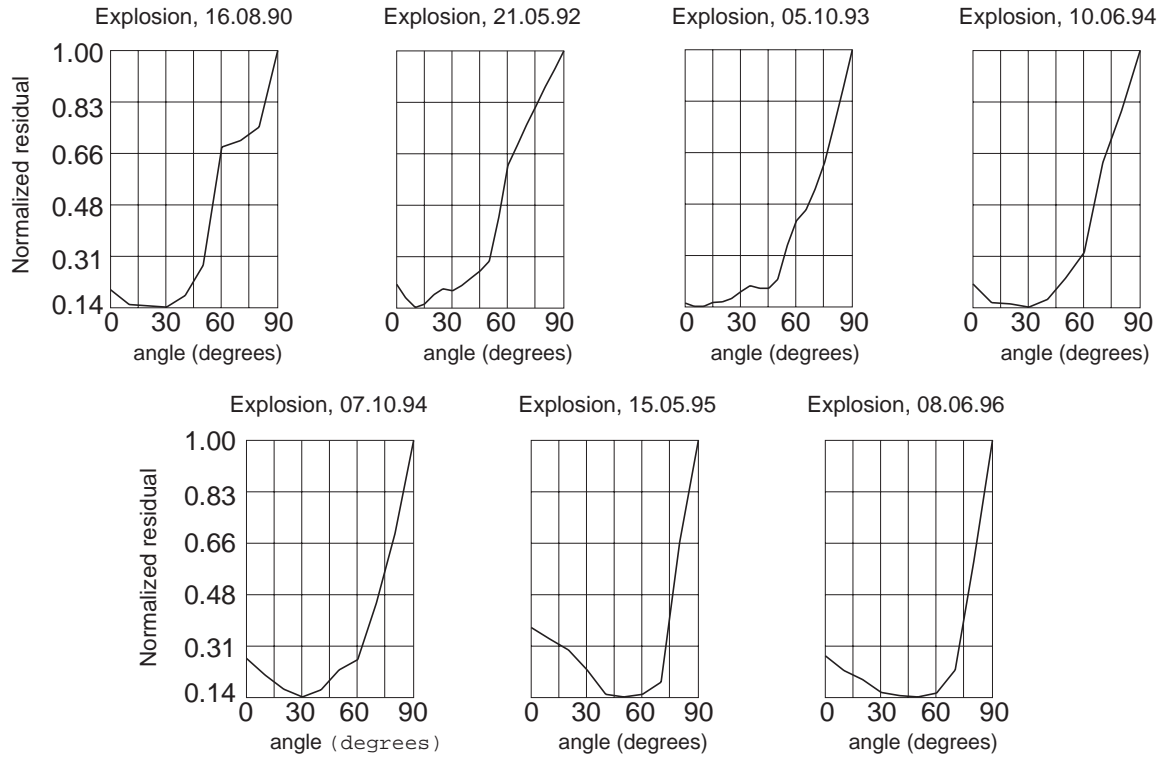 Explosion, 16.08.90 Explosion, 21.05.92 Explosion, 05.10.93 Explosion, 10.06.94
Normalized residual
1.00
0.83
0.66
0.48
0.31
0.14
0 30 60 90 0 30 60 90 0 30 60 90 0 30 60 90
angle (degrees) angle (degrees) angle (degrees) angle (degrees)
Explosion, 07.10.94 Explosion, 15.05.95 Explosion, 08.06.96
Normalized residual
1.00
0.83
0.66
0.48
0.31
0.14
0 30 60 90 0 30 60 90 0 30 60 90
angle (degrees) angle (degrees) angle (degrees)